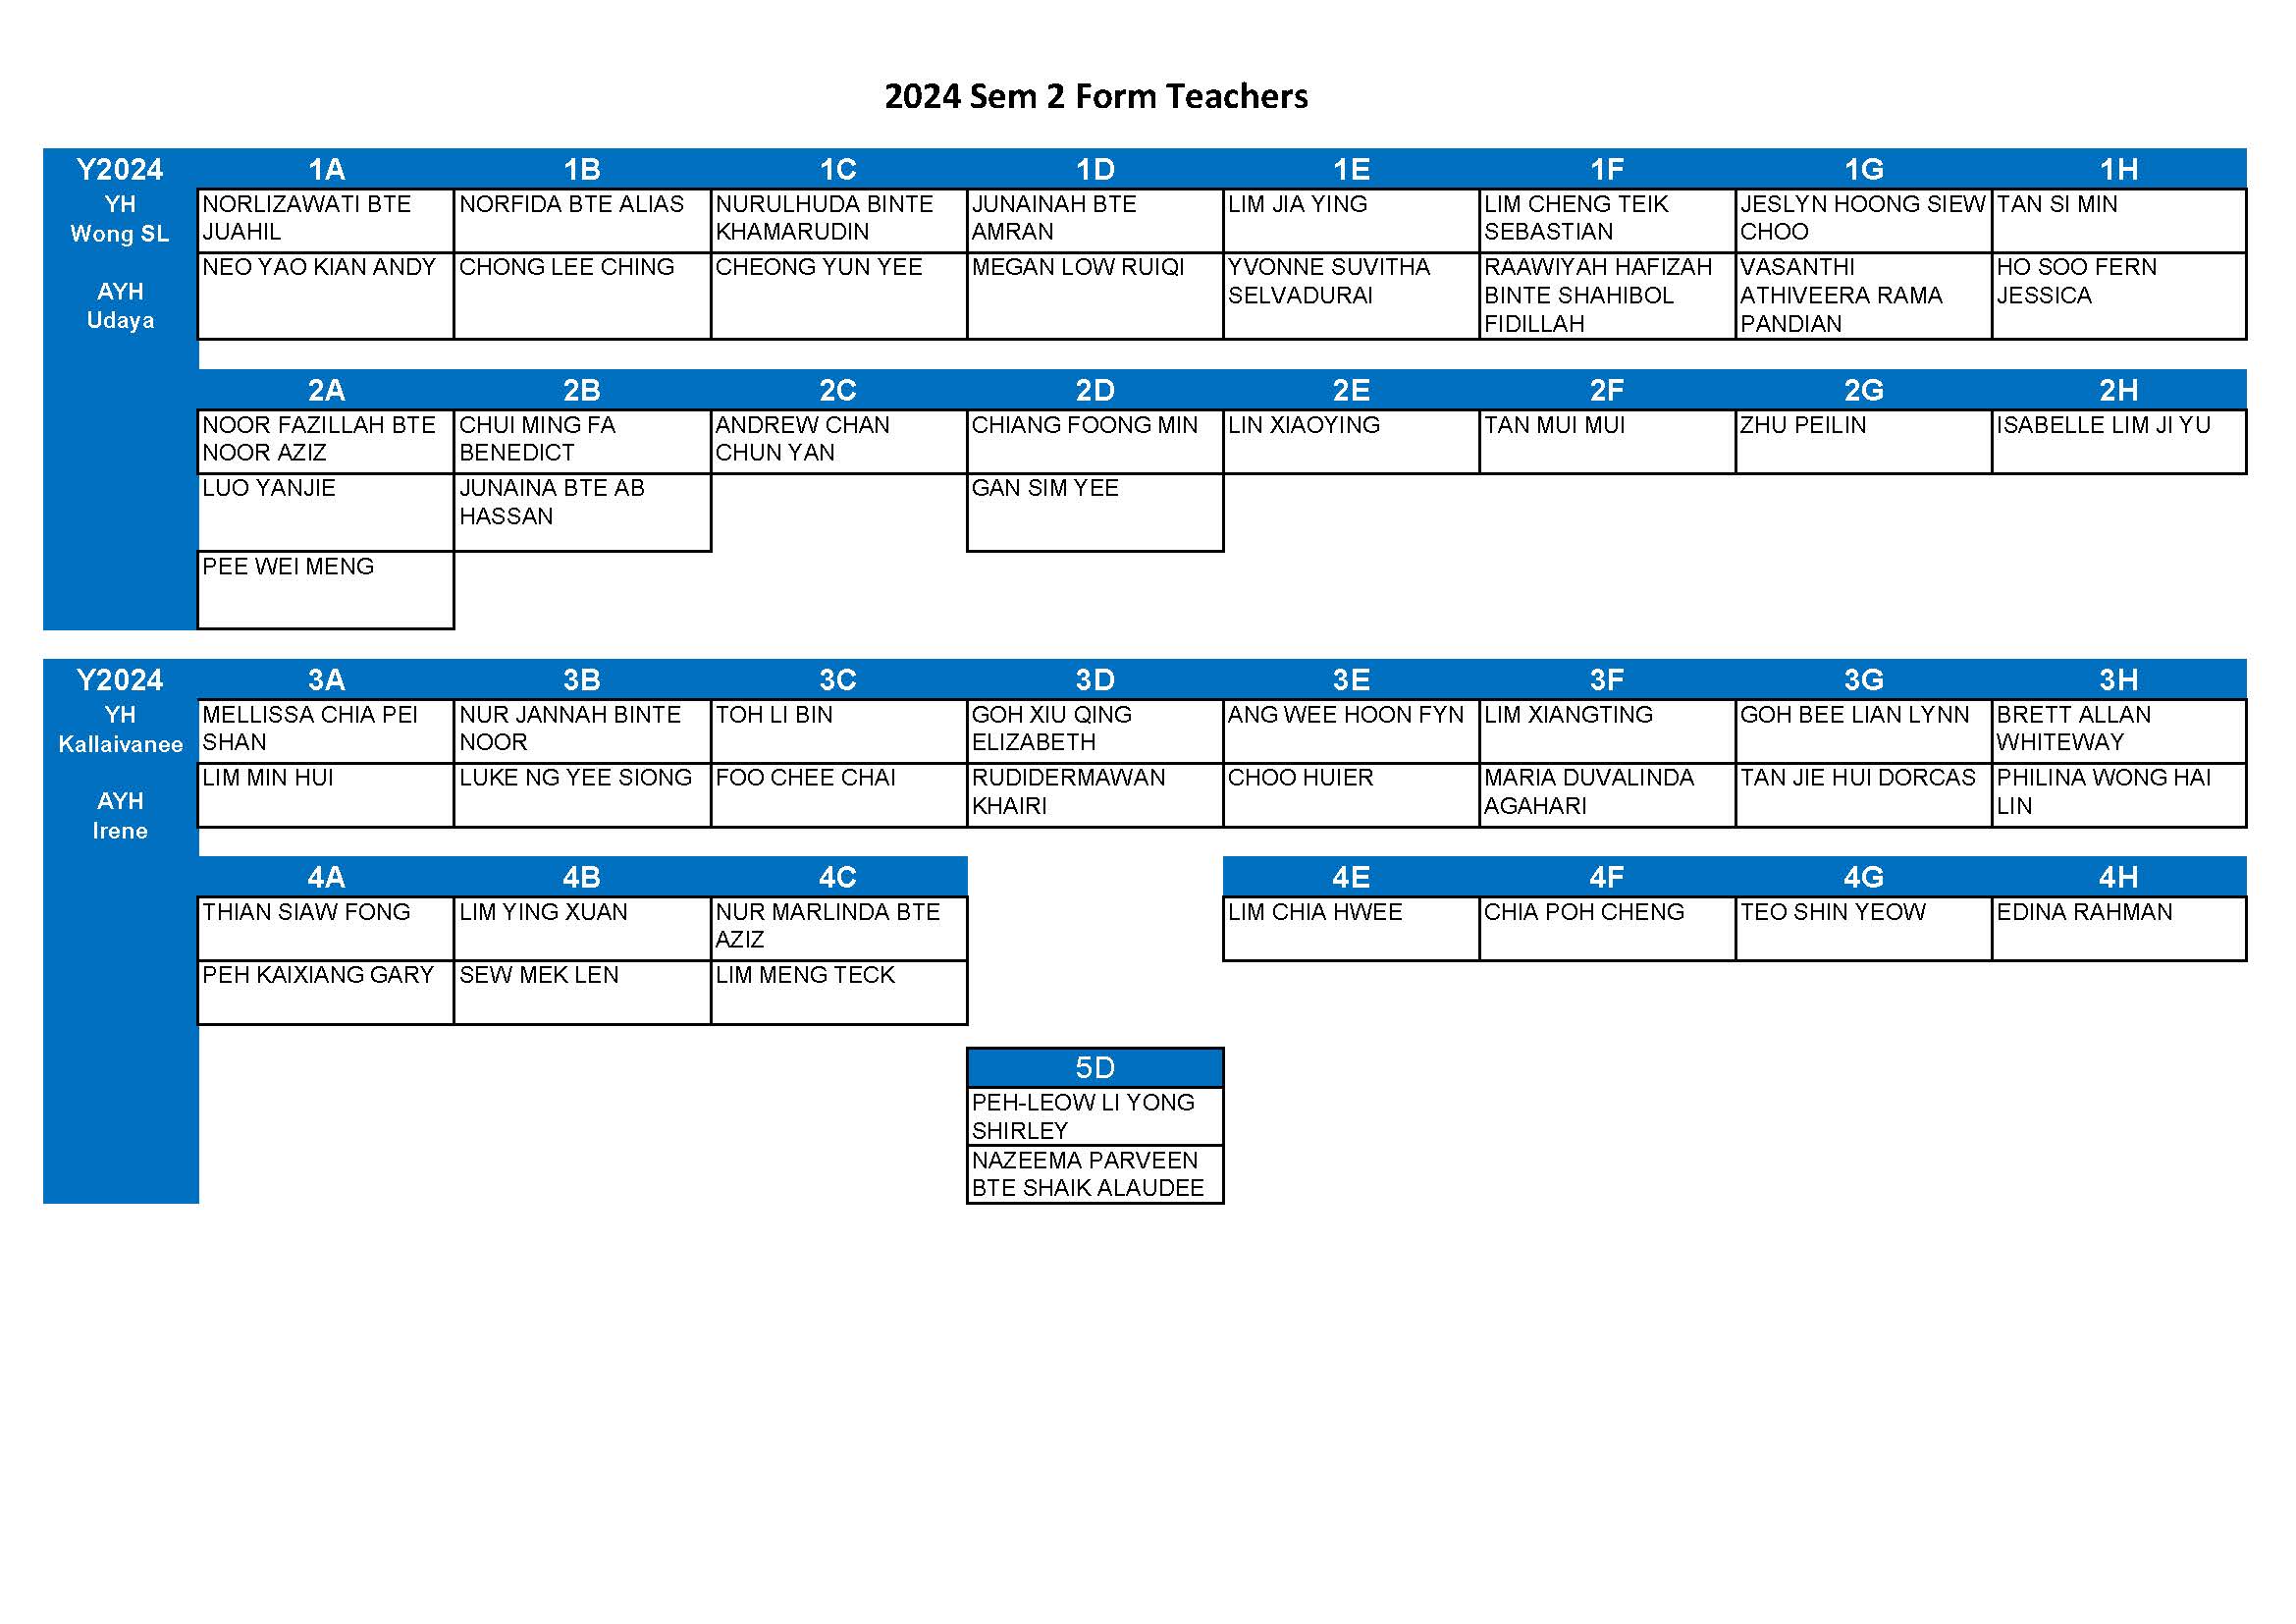 2024 Sem 2 Form Teachers
Y2024 1A 1B 1C 1D 1E 1F 1G 1H
YH
Wong SL
AYH
Udaya
NORLIZAWATI BTE
JUAHIL
NORFIDA BTE ALIAS
NURULHUDA BINTE
KHAMARUDIN
JUNAINAH BTE
AMRAN
LIM JIA YING
LIM CHENG TEIK
SEBASTIAN
JESLYN HOONG SIEW
CHOO
TAN SI MIN
NEO YAO KIAN ANDY
CHONG LEE CHING
CHEONG YUN YEE
MEGAN LOW RUIQI
YVONNE SUVITHA
SELVADURAI
RAAWIYAH HAFIZAH
BINTE SHAHIBOL
FIDILLAH
VASANTHI
ATHIVEERA RAMA
PANDIAN
HO SOO FERN
JESSICA
2A 2B 2C 2D 2E 2F 2G 2H
NOOR FAZILLAH BTE
NOOR AZIZ
CHUI MING FA
BENEDICT
ANDREW CHAN
CHUN YAN
CHIANG FOONG MIN
LIN XIAOYING
TAN MUI MUI
ZHU PEILIN
ISABELLE LIM JI YU
LUO YANJIE
JUNAINA BTE AB
HASSAN
GAN SIM YEE
PEE WEI MENG
Y2024 3A 3B 3C 3D 3E 3F 3G 3H
YH
Kallaivanee
AYH
Irene
MELLISSA CHIA PEI
SHAN
NUR JANNAH BINTE
NOOR
TOH LI BIN
GOH XIU QING
ELIZABETH
ANG WEE HOON FYN
LIM XIANGTING
GOH BEE LIAN LYNN
BRETT ALLAN
WHITEWAY
LIM MIN HUI
LUKE NG YEE SIONG
FOO CHEE CHAI
RUDIDERMAWAN
KHAIRI
CHOO HUIER
MARIA DUVALINDA
AGAHARI
TAN JIE HUI DORCAS
PHILINA WONG HAI
LIN
4A 4B 4C 4E 4F 4G 4H
THIAN SIAW FONG
LIM YING XUAN
NUR MARLINDA BTE
AZIZ
LIM CHIA HWEE
CHIA POH CHENG
TEO SHIN YEOW
EDINA RAHMAN
PEH KAIXIANG GARY
SEW MEK LEN
LIM MENG TECK
5D
PEH-LEOW LI YONG
SHIRLEY
NAZEEMA PARVEEN
BTE SHAIK ALAUDEE